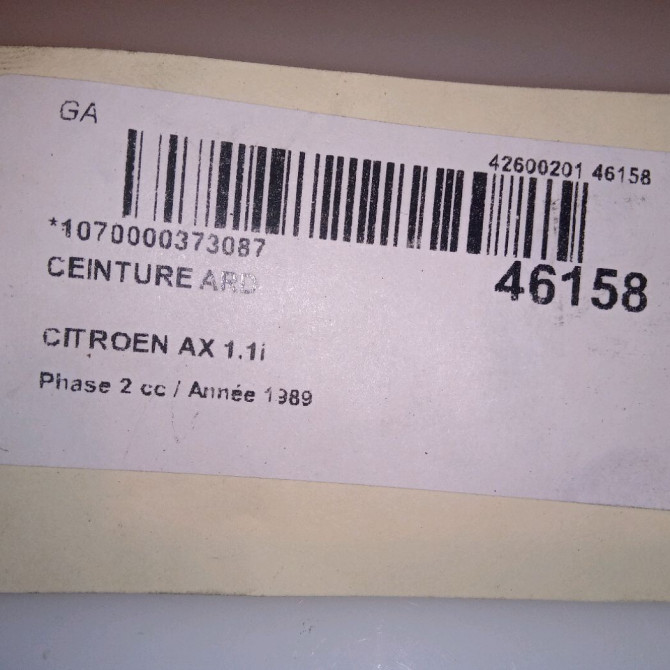 GA
42600201 46158
*1070000373087
46158
CEINTURE ARD
CITROEN AX 1.1i
Phase 2 cc / Année 1989